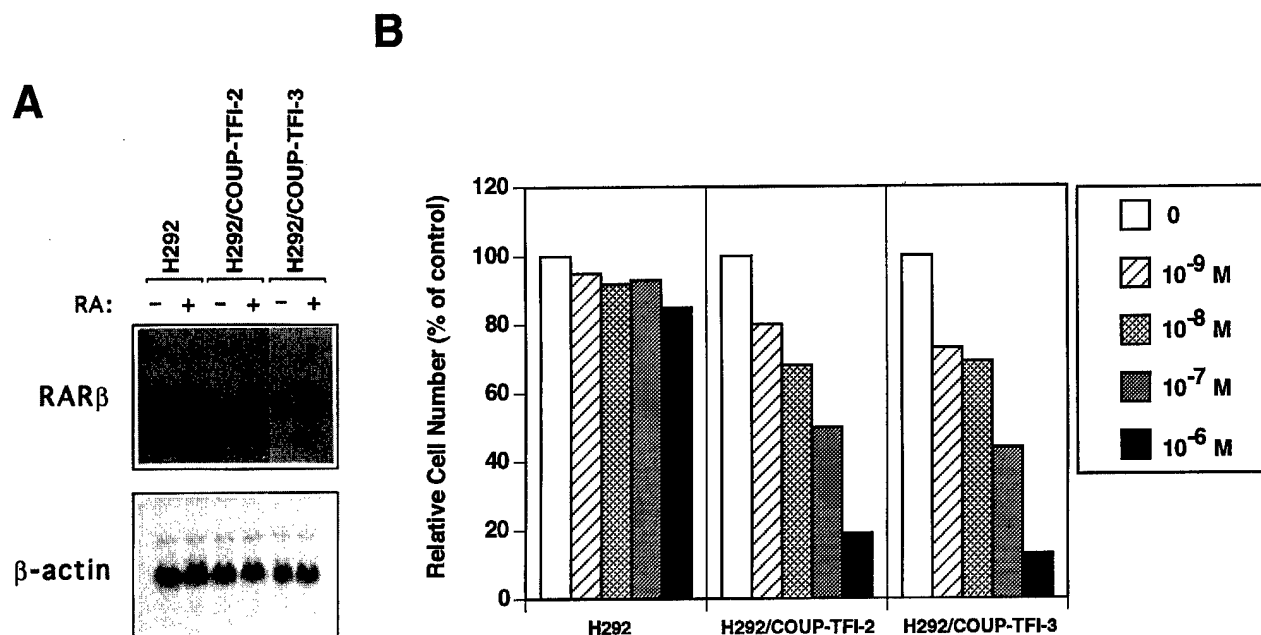 B
A
H292
H292/COUP-TFI-2
H292/COUP-TFI-3
RA: - + - + - +
RARβ
β-actin
Relative Cell Number (% of control)
120
100
80
60
40
20
0
H292
H292/COUP-TFI-2
H292/COUP-TFI-3
0
10⁻⁹ M
10⁻⁸ M
10⁻⁷ M
10⁻⁶ M